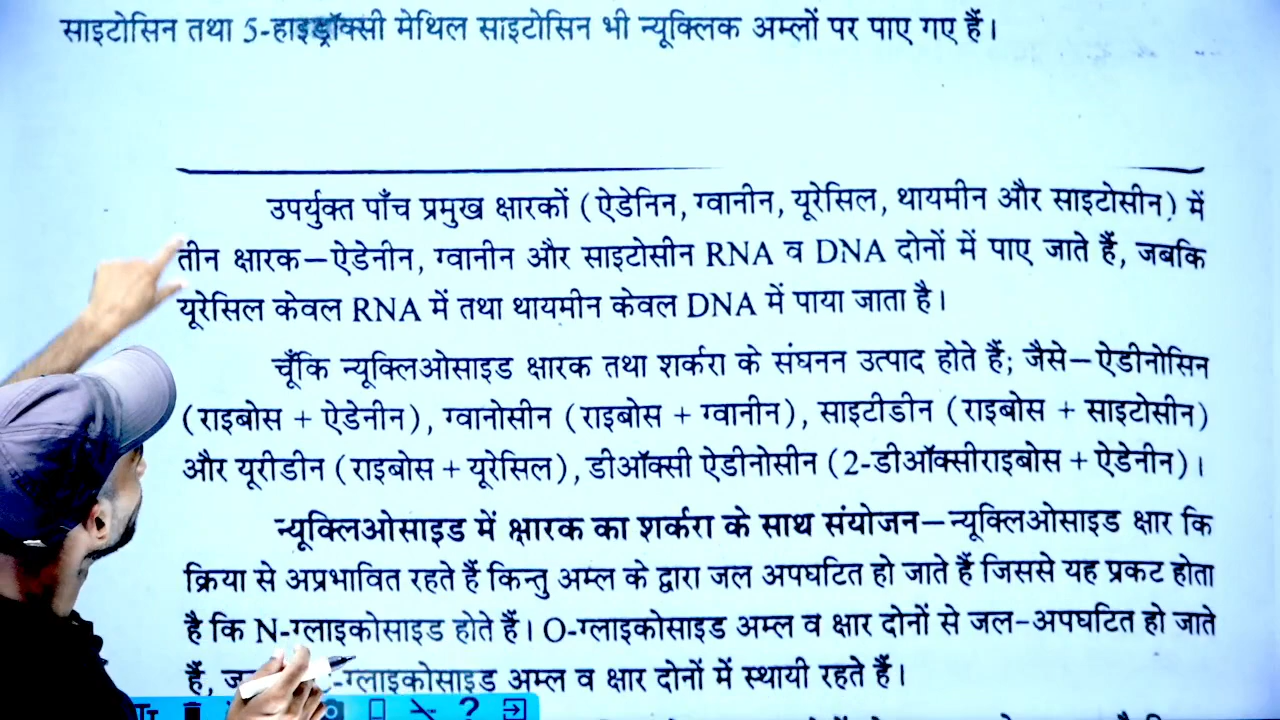 साइटोसिन तथा 5-हाइड्रॉक्सी मेथिल साइटोसिन भी न्यूक्लिक अम्लों पर पाए गए हैं।
उपर्युक्त पाँच प्रमुख क्षारकों (ऐडेनिन, ग्वानीन, यूरेसिल, थायमीन और साइटोसीन) में
तीन क्षारक—ऐडेनीन, ग्वानीन और साइटोसीन RNA व DNA दोनों में पाए जाते हैं, जबकि
यूरेसिल केवल RNA में तथा थायमीन केवल DNA में पाया जाता है।
चूँकि न्यूक्लिओसाइड क्षारक तथा शर्करा के संघनन उत्पाद होते हैं; जैसे—ऐडीनोसिन
(राइबोस + ऐडेनीन), ग्वानोसीन (राइबोस + ग्वानीन), साइटीडीन (राइबोस + साइटोसीन)
और यूरीडीन (राइबोस + यूरेसिल), डीऑक्सी ऐडीनोसीन (2-डीऑक्सीराइबोस + ऐडेनीन)।
न्यूक्लिओसाइड में क्षारक का शर्करा के साथ संयोजन—न्यूक्लिओसाइड क्षार कि
क्रिया से अप्रभावित रहते हैं किन्तु अम्ल के द्वारा जल अपघटित हो जाते हैं जिससे यह प्रकट होता
है कि N-ग्लाइकोसाइड होते हैं। O-ग्लाइकोसाइड अम्ल व क्षार दोनों से जल-अपघटित हो जाते
हैं, -ग्लाइकोसाइड अम्ल व क्षार दोनों में स्थायी रहते हैं।